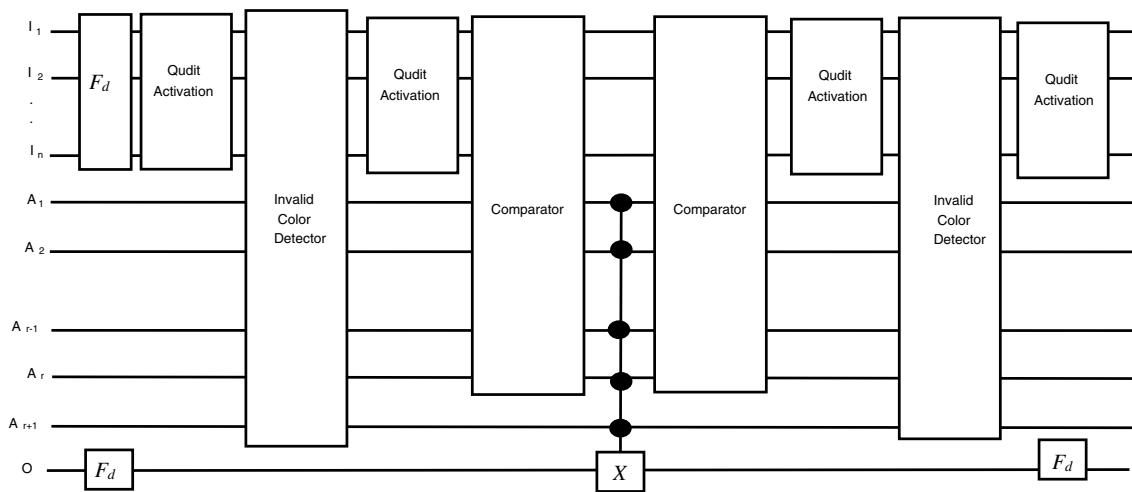 I 1
I 2
.
.
I n
A 1
A 2
A r-1
A r
A r+1
O
F d
Qudit
Activation
Invalid
Color
Detector
Qudit
Activation
Comparator
Comparator
Qudit
Activation
Invalid
Color
Detector
Qudit
Activation
F d
X
F d